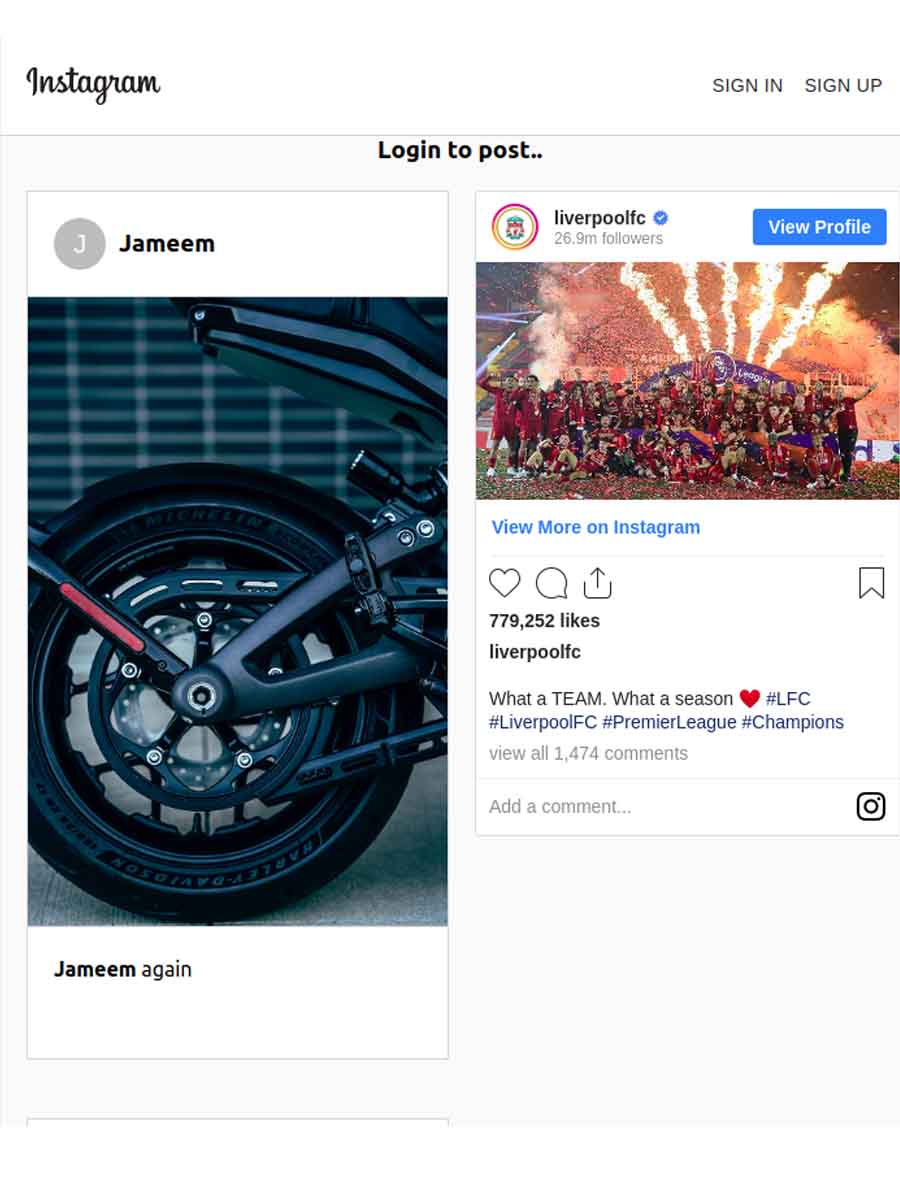 Instagram
SIGN IN SIGN UP
Login to post..
J Jameem
MICHELIN
HARLEY-DAVIDSON
Jameem again
liverpoolfc
26.9m followers
View Profile
League
View More on Instagram
779,252 likes
liverpoolfc
What a TEAM. What a season ❤️ #LFC
#LiverpoolFC #PremierLeague #Champions
view all 1,474 comments
Add a comment...